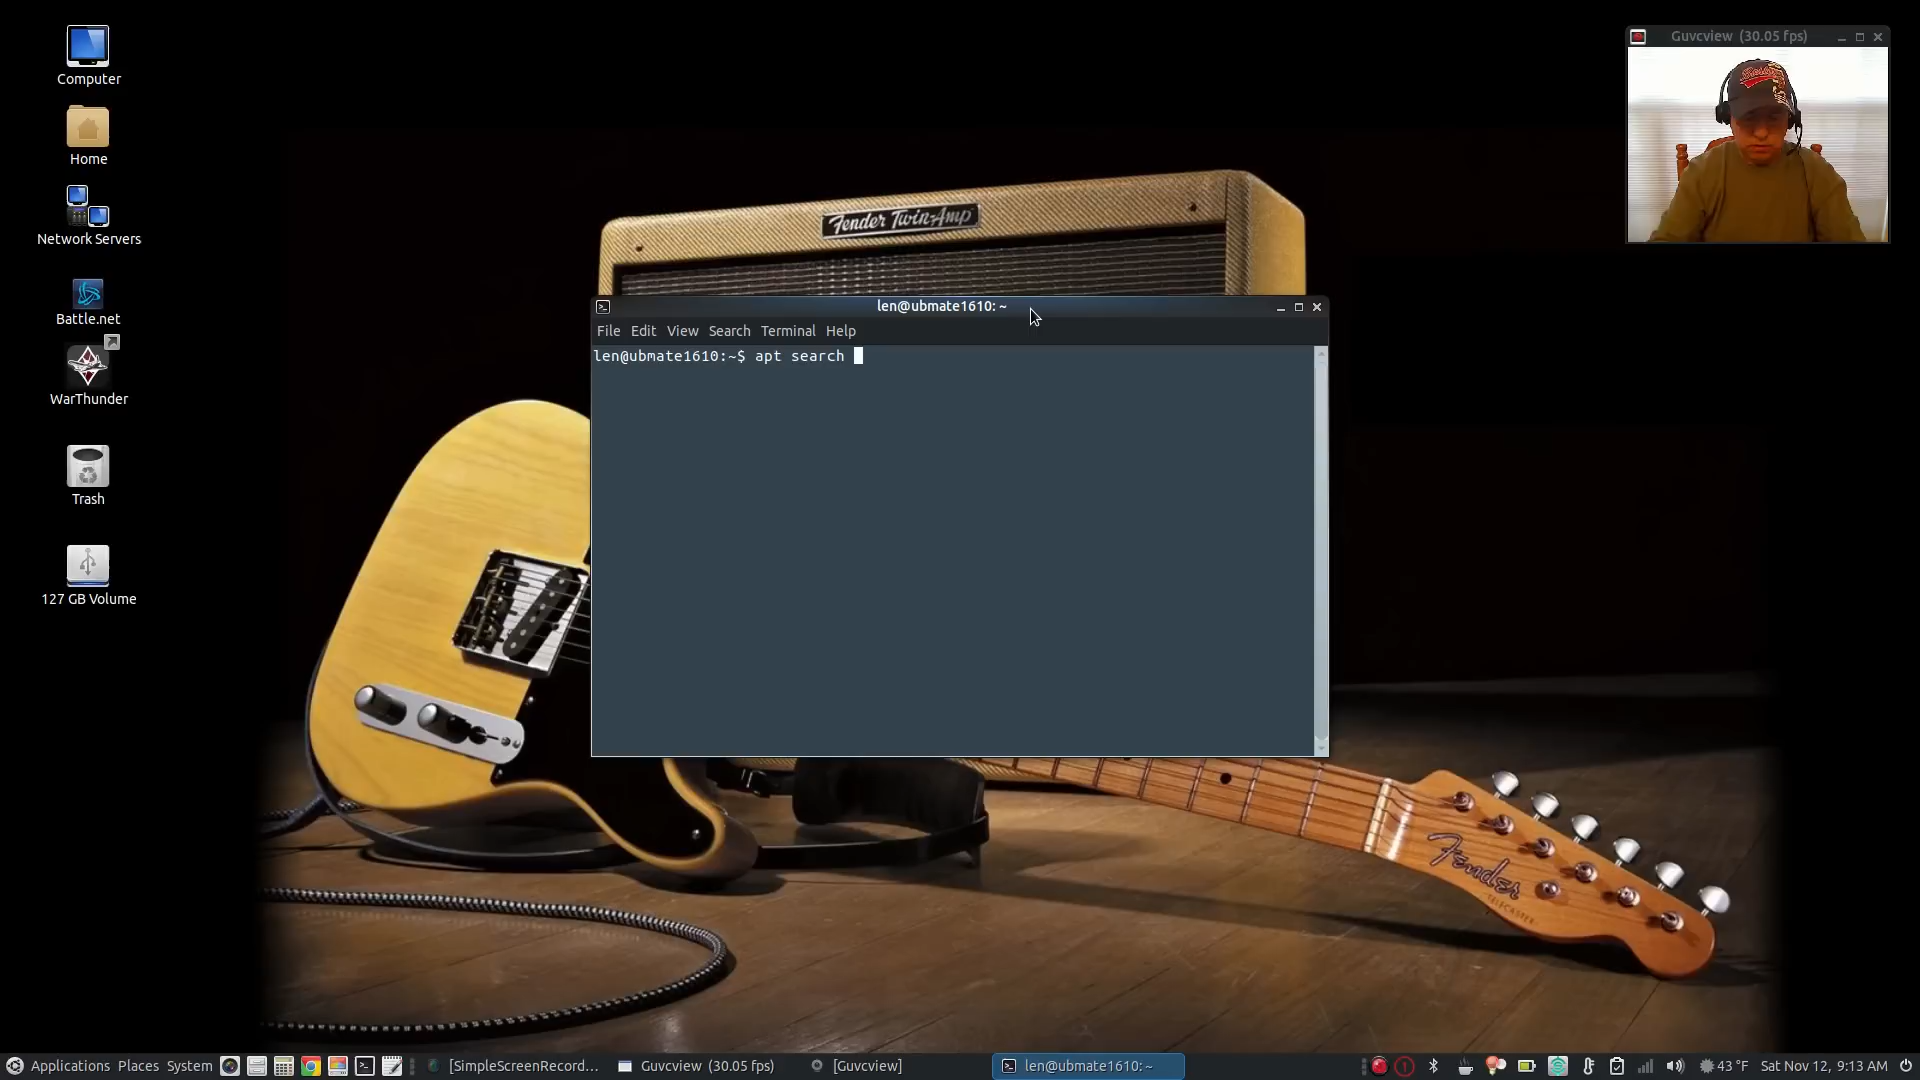 Computer
Home
Network Servers
Battle.net
WarThunder
Trash
127 GB Volume
Guvcview (30.05 fps)
Fender Twin-Amp
len@ubmate1610: ~
File Edit View Search Terminal Help
len@ubmate1610:~$ apt search
Fender
TELECASTER
Applications Places System
[SimpleScreenRecord...
Guvcview (30.05 fps)
[Guvcview]
len@ubmate1610: ~
43 °F
Sat Nov 12, 9:13 AM